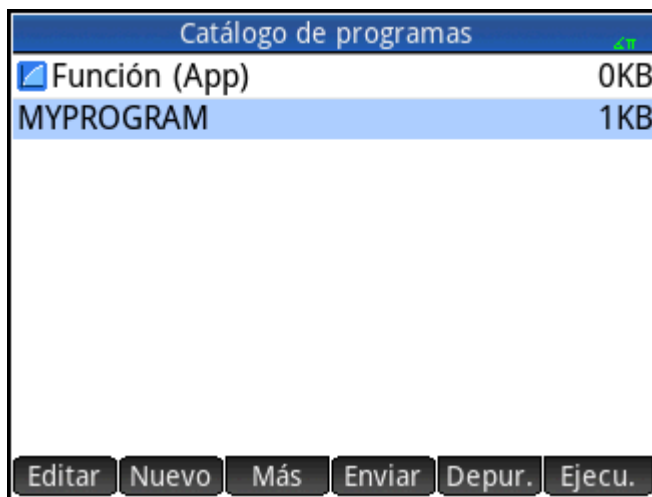 Catálogo de programas ∡π
Función (App) 0KB
MYPROGRAM 1KB
Editar Nuevo Más Enviar Depur. Ejecu.